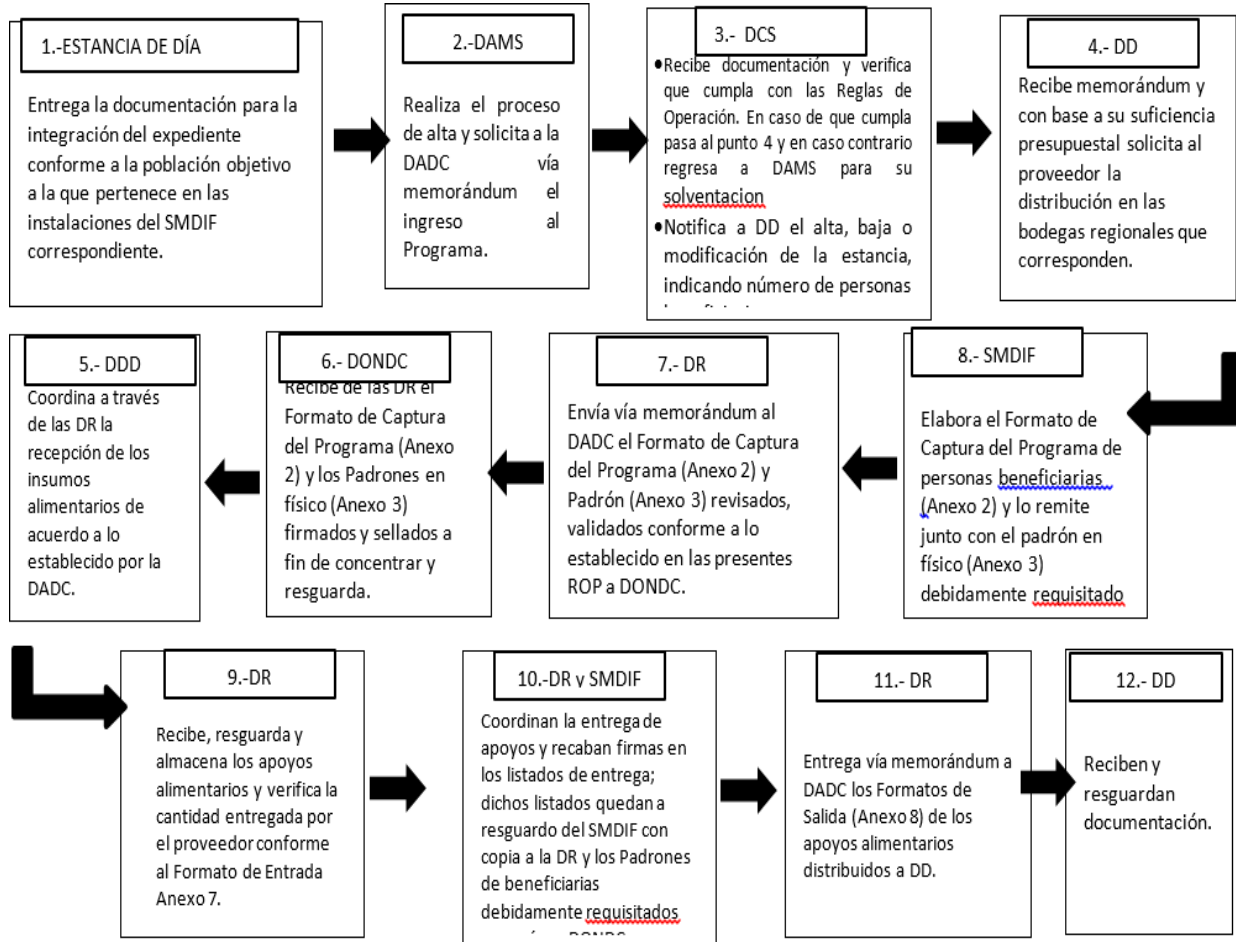 1.-ESTANCIA DE DÍA
Entrega la documentación para la
integración del expediente
conforme a la población objetivo
a la que pertenece en las
instalaciones del SMDIF
correspondiente.
2.-DAMS
Realiza el proceso
de alta y solicita a la
DADC vía
memorándum el
ingreso al
Programa.
3.- DCS
•Recibe documentación y verifica
que cumpla con las Reglas de
Operación. En caso de que cumpla
pasa al punto 4 y en caso contrario
regresa a DAMS para su
solventacion
•Notifica a DD el alta, baja o
modificación de la estancia,
indicando número de personas
4.- DD
Recibe memorándum y
con base a su suficiencia
presupuestal solicita al
proveedor la
distribución en las
bodegas regionales que
corresponden.
5.- DDD
Coordina a través
de las DR la
recepción de los
insumos
alimentarios de
acuerdo a lo
establecido por la
DADC.
6.- DONDC
Recibe de las DR el
Formato de Captura
del Programa (Anexo
2) y los Padrones en
físico (Anexo 3)
firmados y sellados a
fin de concentrar y
resguarda.
7.- DR
Envía vía memorándum al
DADC el Formato de Captura
del Programa (Anexo 2) y
Padrón (Anexo 3) revisados,
validados conforme a lo
establecido en las presentes
ROP a DONDC.
8.- SMDIF
Elabora el Formato de
Captura del Programa de
personas beneficiarias
(Anexo 2) y lo remite
junto con el padrón en
físico (Anexo 3)
debidamente requisitado
9.-DR
Recibe, resguarda y
almacena los apoyos
alimentarios y verifica la
cantidad entregada por
el proveedor conforme
al Formato de Entrada
Anexo 7.
10.-DR y SMDIF
Coordinan la entrega de
apoyos y recaban firmas en
los listados de entrega;
dichos listados quedan a
resguardo del SMDIF con
copia a la DR y los Padrones
de beneficiarias
debidamente requisitados
11.- DR
Entrega vía memorándum a
DADC los Formatos de
Salida (Anexo 8) de los
apoyos alimentarios
distribuidos a DD.
12.- DD
Reciben y
resguardan
documentación.